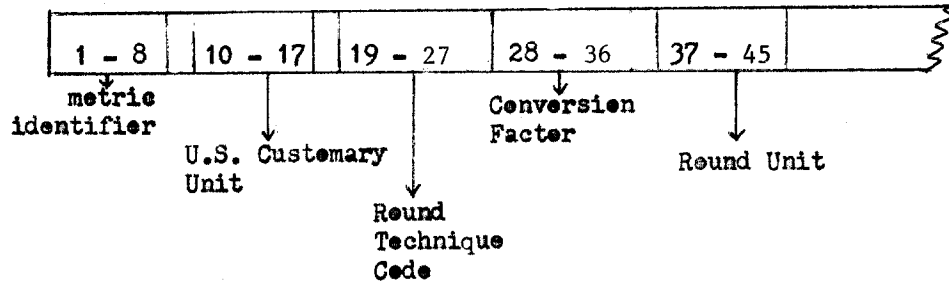 1 - 8 10 - 17 19 - 27 28 - 36 37 - 45
metric
identifier
U.S. Customary
Unit
Round
Technique
Code
Conversion
Factor
Round Unit